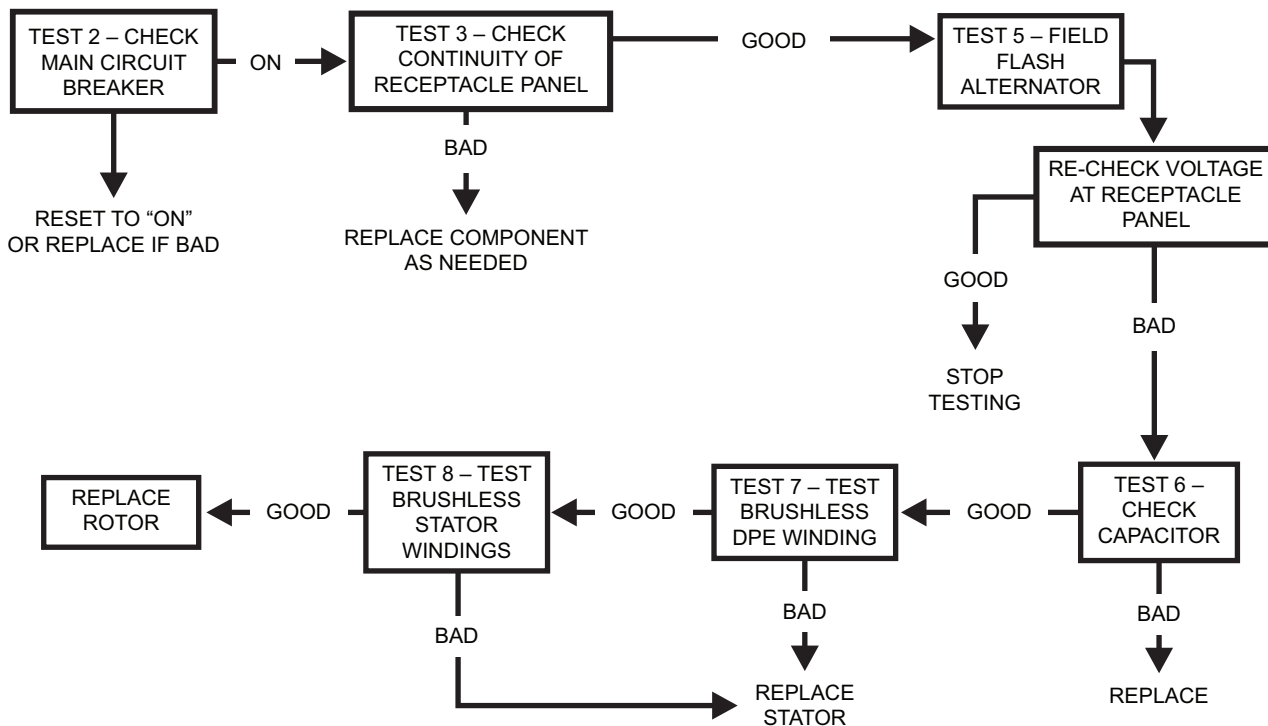 TEST 2 – CHECK
MAIN CIRCUIT
BREAKER
ON
TEST 3 – CHECK
CONTINUITY OF
RECEPTACLE PANEL
GOOD
TEST 5 – FIELD
FLASH
ALTERNATOR
RESET TO “ON”
OR REPLACE IF BAD
BAD
REPLACE COMPONENT
AS NEEDED
RE-CHECK VOLTAGE
AT RECEPTACLE
PANEL
GOOD
STOP
TESTING
BAD
TEST 6 –
CHECK
CAPACITOR
GOOD
TEST 7 – TEST
BRUSHLESS
DPE WINDING
GOOD
TEST 8 – TEST
BRUSHLESS
STATOR
WINDINGS
GOOD
REPLACE
ROTOR
BAD
BAD
REPLACE
STATOR
BAD
REPLACE